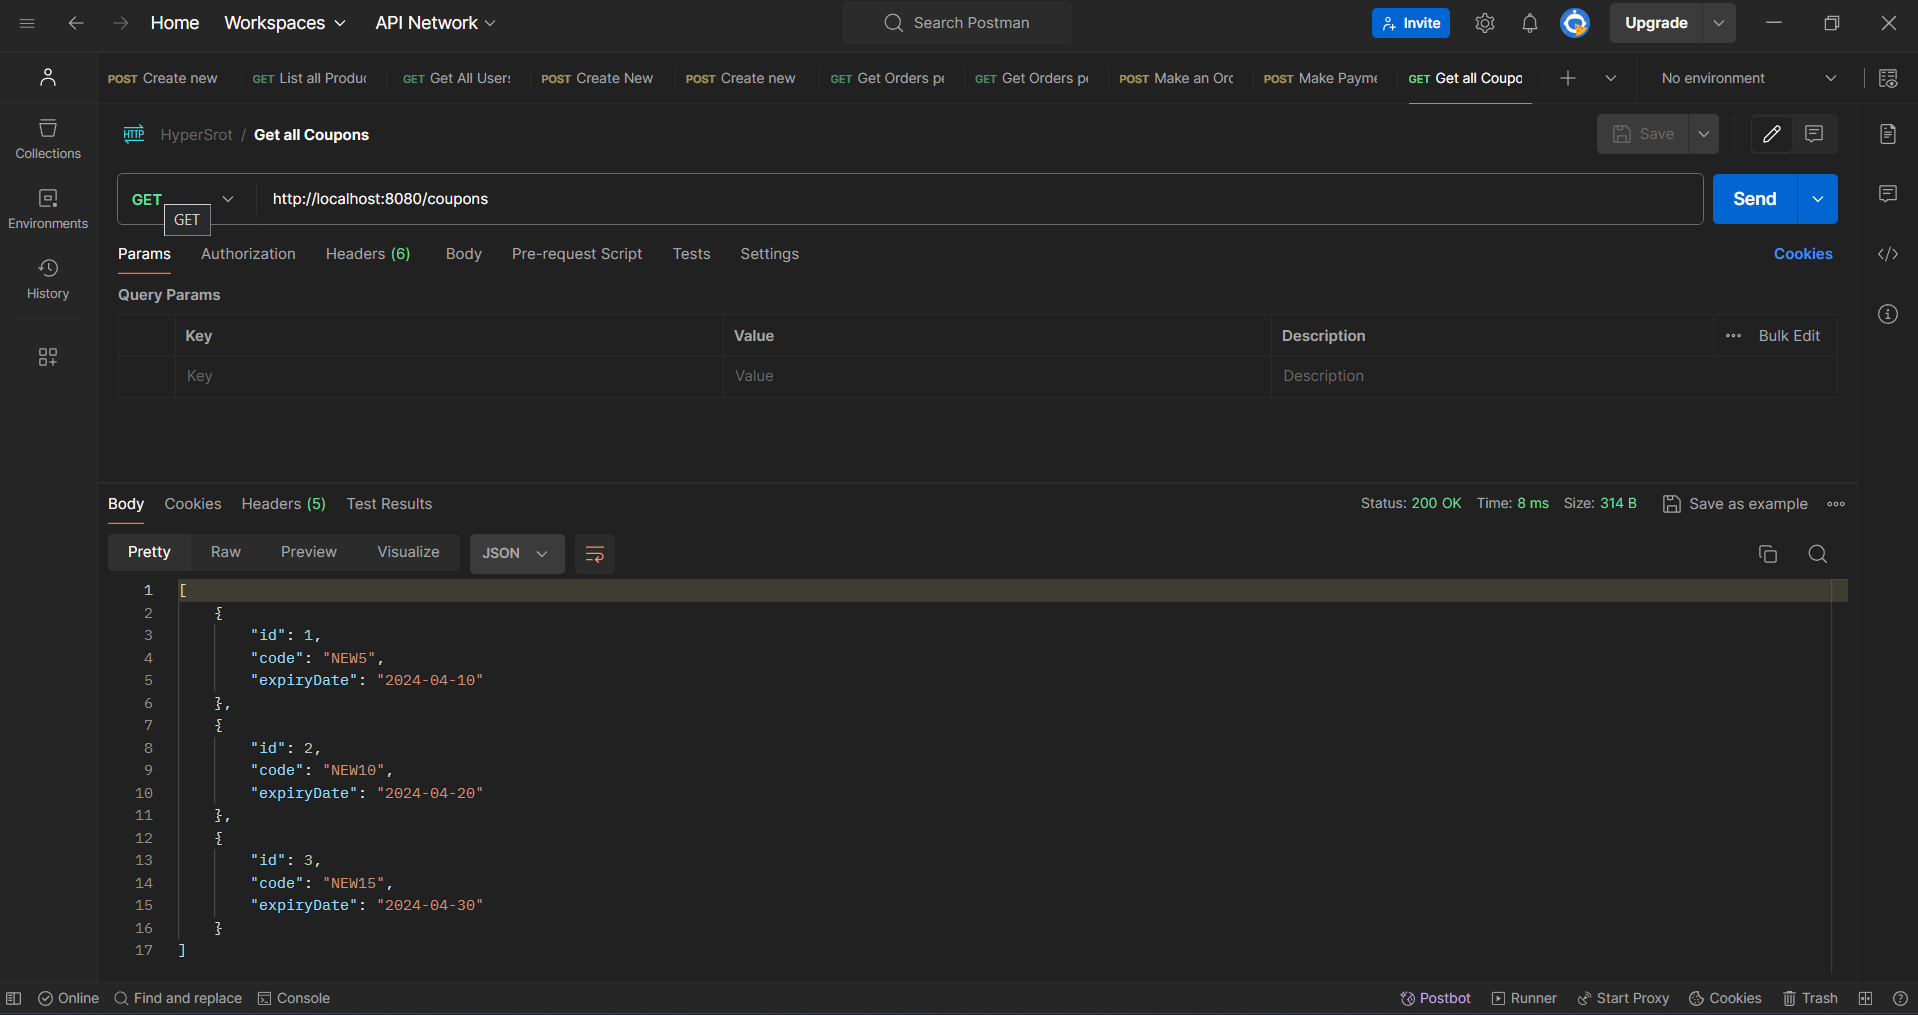 Home Workspaces API Network Search Postman Invite Upgrade
POST Create new GET List all Produc GET Get All Users POST Create New POST Create new GET Get Orders pe GET Get Orders pe POST Make an Orc POST Make Payme GET Get all Coupo No environment
HTTP HyperSrot / Get all Coupons Save
Collections
GET http://localhost:8080/coupons Send
GET
Environments
Params Authorization Headers (6) Body Pre-request Script Tests Settings Cookies
History
Query Params
Key Value Description Bulk Edit
Key Value Description
Body Cookies Headers (5) Test Results Status: 200 OK Time: 8 ms Size: 314 B Save as example
Pretty Raw Preview Visualize JSON
1 [
2 {
3 "id": 1,
4 "code": "NEW5",
5 "expiryDate": "2024-04-10"
6 },
7 {
8 "id": 2,
9 "code": "NEW10",
10 "expiryDate": "2024-04-20"
11 },
12 {
13 "id": 3,
14 "code": "NEW15",
15 "expiryDate": "2024-04-30"
16 }
17 ]
Online Find and replace Console Postbot Runner Start Proxy Cookies Trash